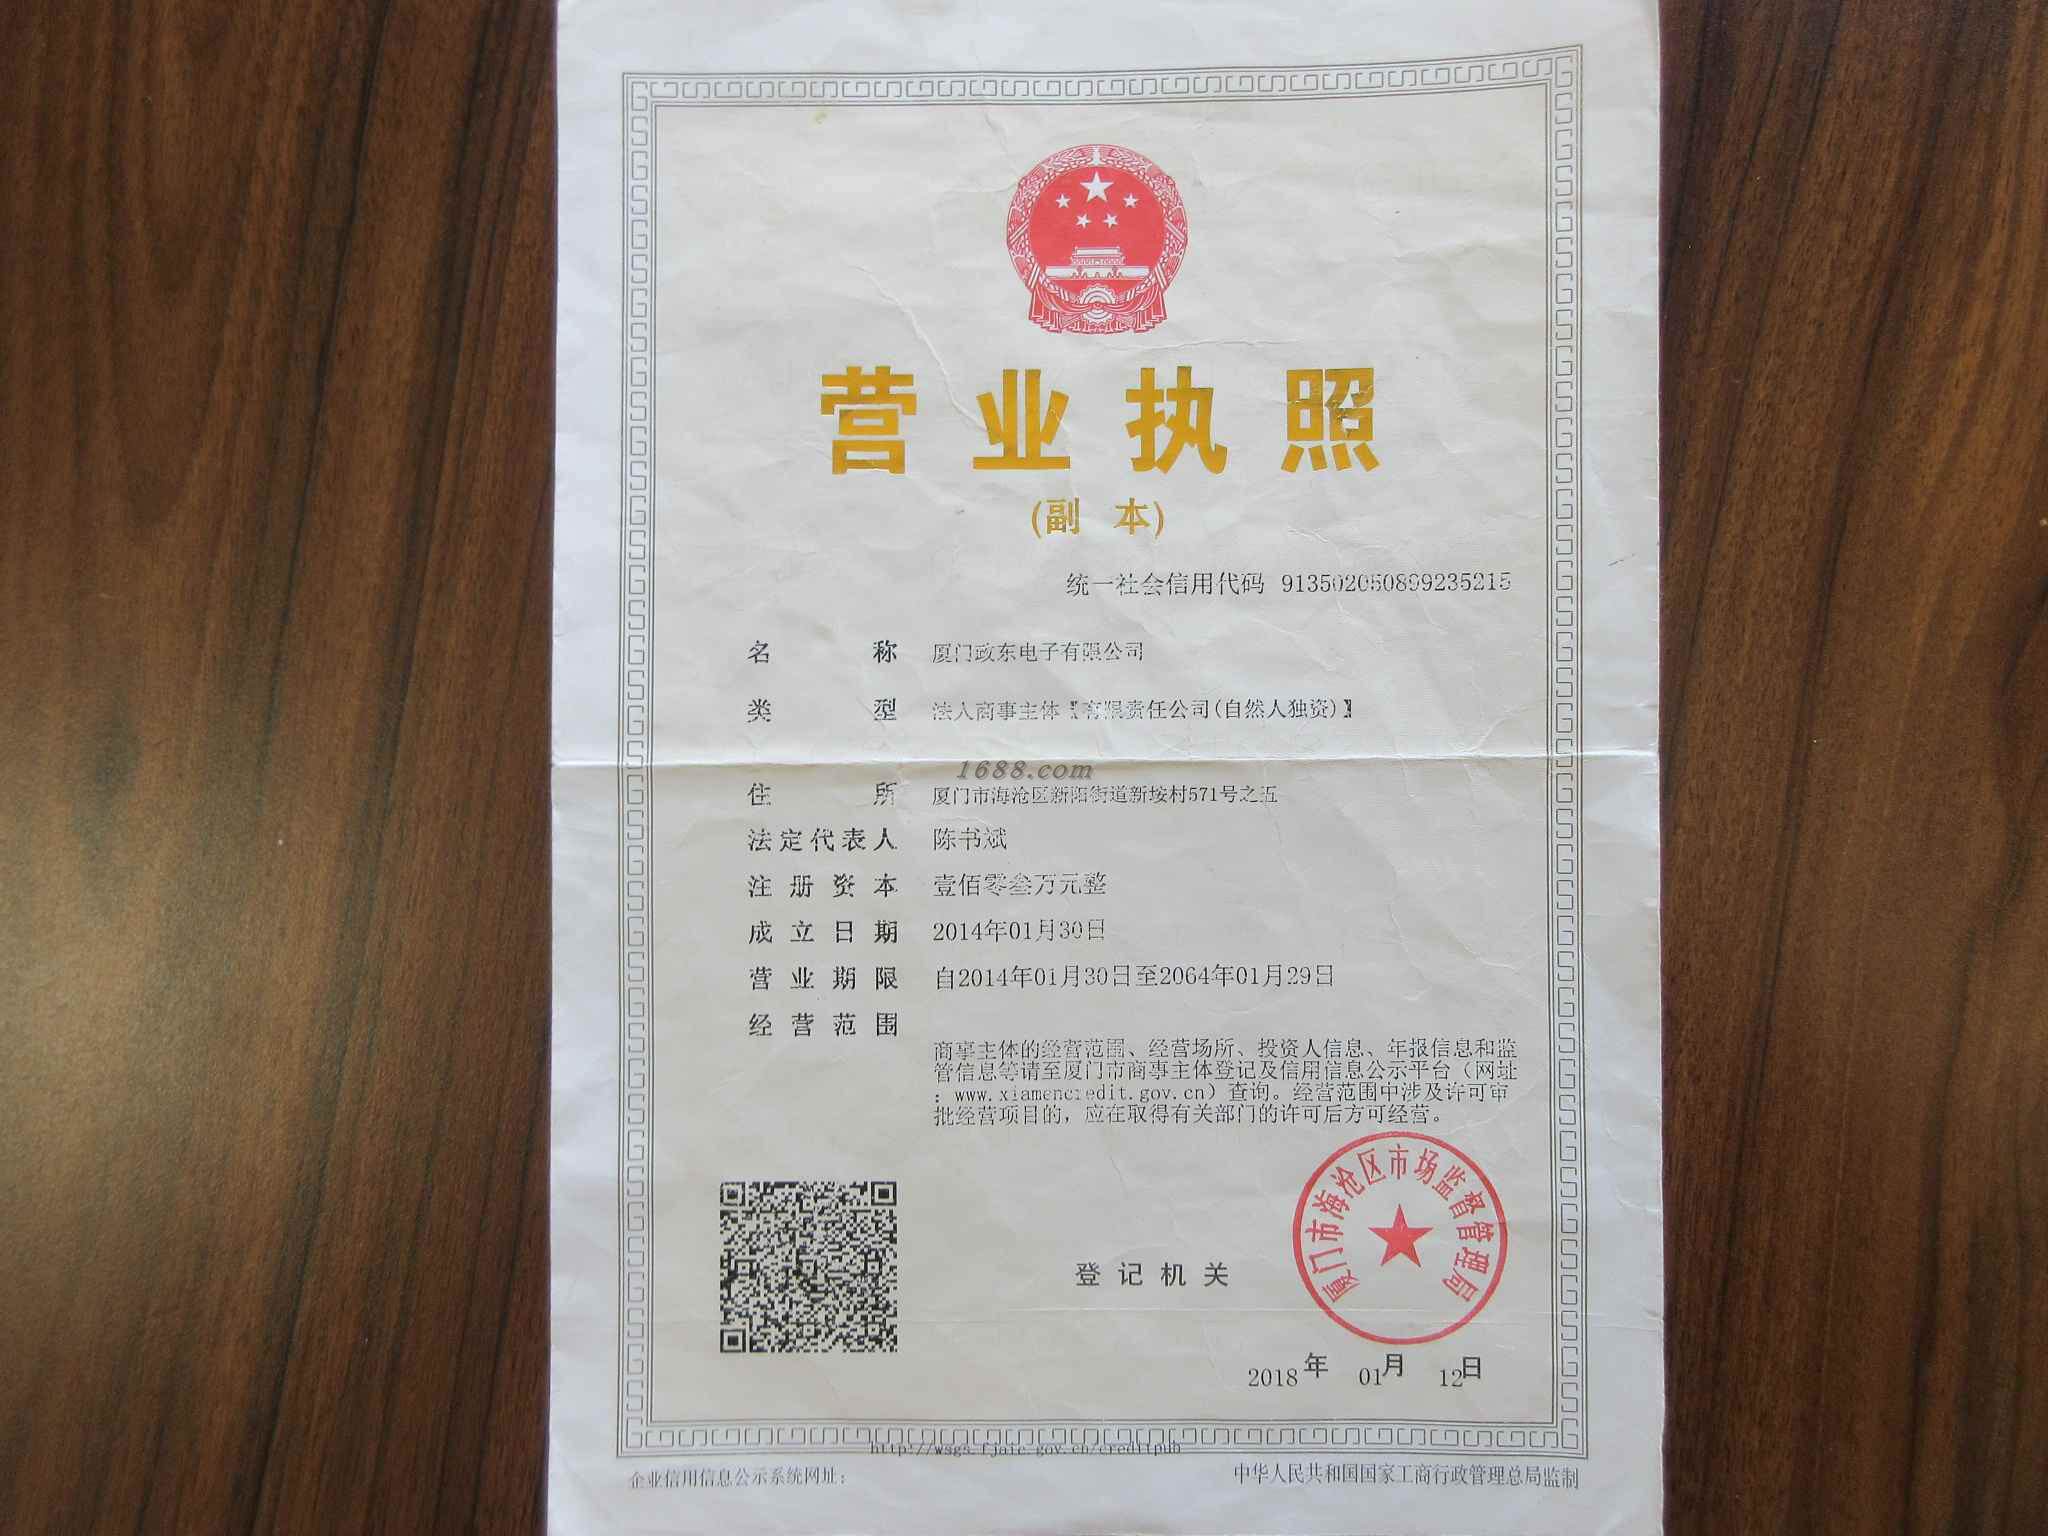 营业执照
(副 本)
统一社会信用代码 913502050899235215
名 称 厦门政东电子有限公司
类 型 法人商事主体【有限责任公司(自然人独资)】
1688.com
住 所 厦门市海沧区新阳街道新垵村571号之五
法定代表人 陈书斌
注册资本 壹佰零叁万元整
成立日期 2014年01月30日
营业期限 自2014年01月30日至2064年01月29日
经营范围
商事主体的经营范围、经营场所、投资人信息、年报信息和监
管信息等请至厦门市商事主体登记及信用信息公示平台（网址
：www.xiamencredit.gov.cn）查询。经营范围中涉及许可审
批经营项目的，应在取得有关部门的许可后方可经营。
厦门市海沧区市场监督管理局
登记机关
2018年 01月 12日
http://wsgs.fjaic.gov.cn/creditpub
企业信用信息公示系统网址：
中华人民共和国国家工商行政管理总局监制